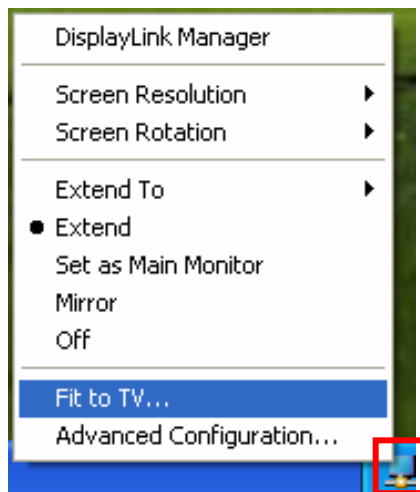 DisplayLink Manager
Screen Resolution
Screen Rotation
Extend To
Extend
Set as Main Monitor
Mirror
Off
Fit to TV...
Advanced Configuration...